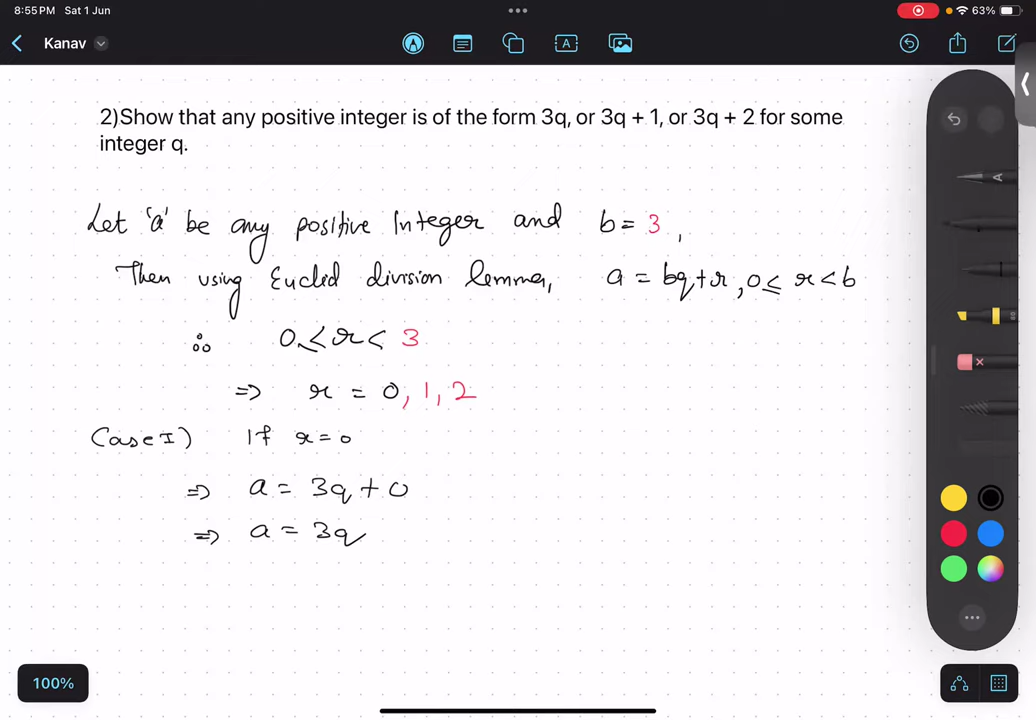 8:55 PM Sat 1 Jun
63%
Kanav
A
2)Show that any positive integer is of the form 3q, or 3q + 1, or 3q + 2 for some
integer q.
Let 'a' be any positive Integer and b = 3,
Then using Euclid division lemma, a = bq+r, 0 ≤ r < b
∴ 0 ≤ r < 3
⇒ r = 0, 1, 2
Case I) If r = 0
⇒ a = 3q + 0
⇒ a = 3q
100%